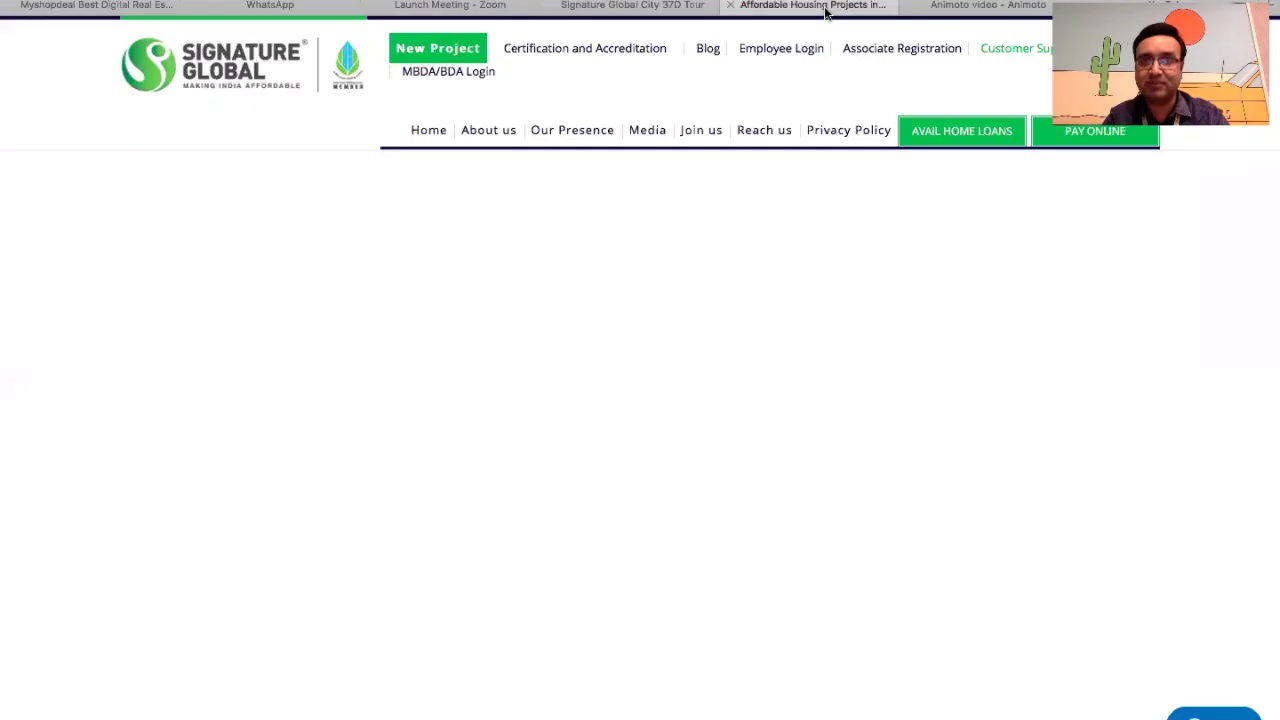 Myshopdeal Best Digital Real Es... WhatsApp Launch Meeting - Zoom Signature Global City 37D Tour Affordable Housing Projects in... Animoto video - Animoto
SIGNATURE®
GLOBAL
MAKING INDIA AFFORDABLE
MEMBER
New Project Certification and Accreditation Blog Employee Login Associate Registration Customer
MBDA/BDA Login
Home About us Our Presence Media Join us Reach us Privacy Policy AVAIL HOME LOANS PAY ONLINE